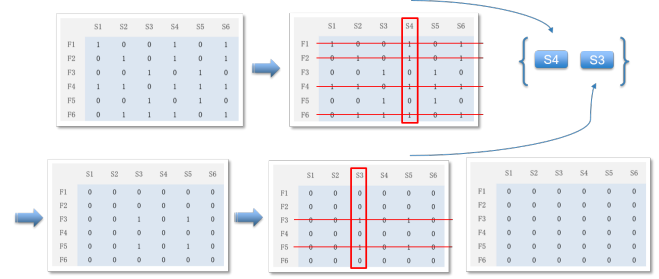 S1 S2 S3 S4 S5 S6
F1 1 0 0 1 0 1
F2 0 1 0 1 0 1
F3 0 0 1 0 1 0
F4 1 1 0 1 1 1
F5 0 0 1 0 1 0
F6 0 1 1 1 0 1
S1 S2 S3 S4 S5 S6
F1 1 0 0 1 0 1
F2 0 1 0 1 0 1
F3 0 0 1 0 1 0
F4 1 1 0 1 1 1
F5 0 0 1 0 1 0
F6 0 1 1 1 0 1
{ S4 S3 }
S1 S2 S3 S4 S5 S6
F1 0 0 0 0 0 0
F2 0 0 0 0 0 0
F3 0 0 1 0 1 0
F4 0 0 0 0 0 0
F5 0 0 1 0 1 0
F6 0 0 0 0 0 0
S1 S2 S3 S4 S5 S6
F1 0 0 0 0 0 0
F2 0 0 0 0 0 0
F3 0 0 1 0 1 0
F4 0 0 0 0 0 0
F5 0 0 1 0 1 0
F6 0 0 0 0 0 0
S1 S2 S3 S4 S5 S6
F1 0 0 0 0 0 0
F2 0 0 0 0 0 0
F3 0 0 0 0 0 0
F4 0 0 0 0 0 0
F5 0 0 0 0 0 0
F6 0 0 0 0 0 0